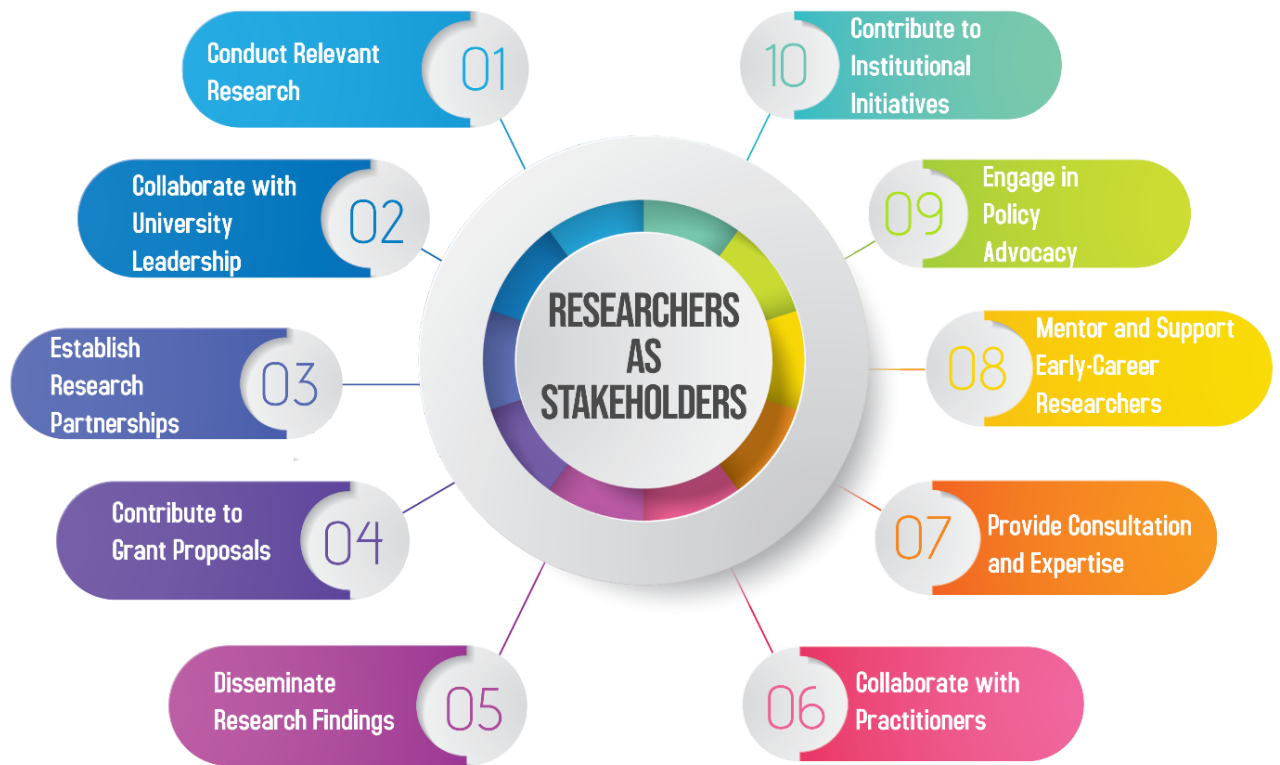 RESEARCHERS
AS
STAKEHOLDERS
01
Conduct Relevant
Research
02
Collaborate with
University
Leadership
03
Establish
Research
Partnerships
04
Contribute to
Grant Proposals
05
Disseminate
Research Findings
06
Collaborate with
Practitioners
07
Provide Consultation
and Expertise
08
Mentor and Support
Early-Career
Researchers
09
Engage in
Policy
Advocacy
10
Contribute to
Institutional
Initiatives